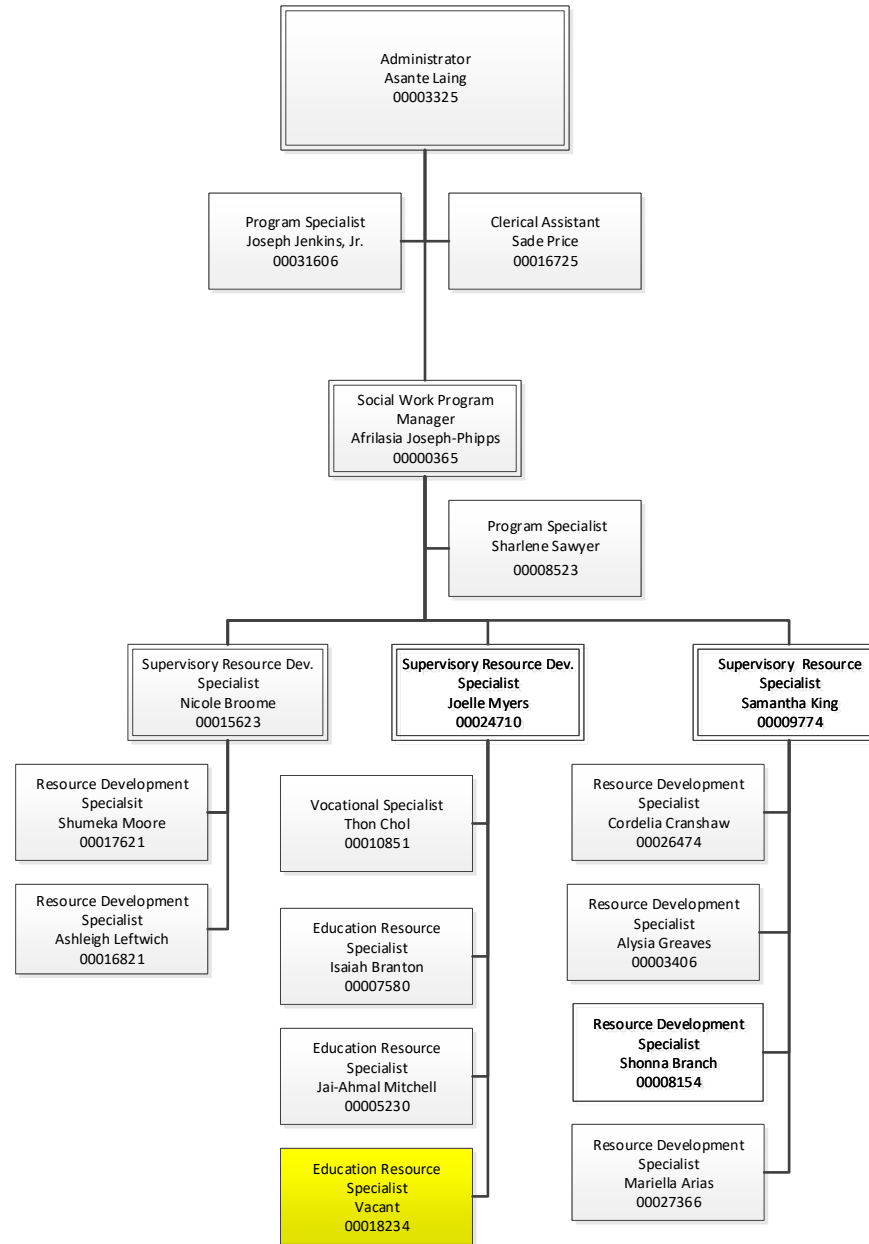 Administrator
Asante Laing
00003325
Program Specialist
Joseph Jenkins, Jr.
00031606
Clerical Assistant
Sade Price
00016725
Social Work Program
Manager
Afrilasia Joseph-Phipps
00000365
Program Specialist
Sharlene Sawyer
00008523
Supervisory Resource Dev.
Specialist
Nicole Broome
00015623
Supervisory Resource Dev.
Specialist
Joelle Myers
00024710
Supervisory Resource
Specialist
Samantha King
00009774
Resource Development
Specialsit
Shumeka Moore
00017621
Resource Development
Specialist
Ashleigh Leftwich
00016821
Vocational Specialist
Thon Chol
00010851
Education Resource
Specialist
Isaiah Branton
00007580
Education Resource
Specialist
Jai-Ahmal Mitchell
00005230
Education Resource
Specialist
Vacant
00018234
Resource Development
Specialist
Cordelia Cranshaw
00026474
Resource Development
Specialist
Alysia Greaves
00003406
Resource Development
Specialist
Shonna Branch
00008154
Resource Development
Specialist
Mariella Arias
00027366